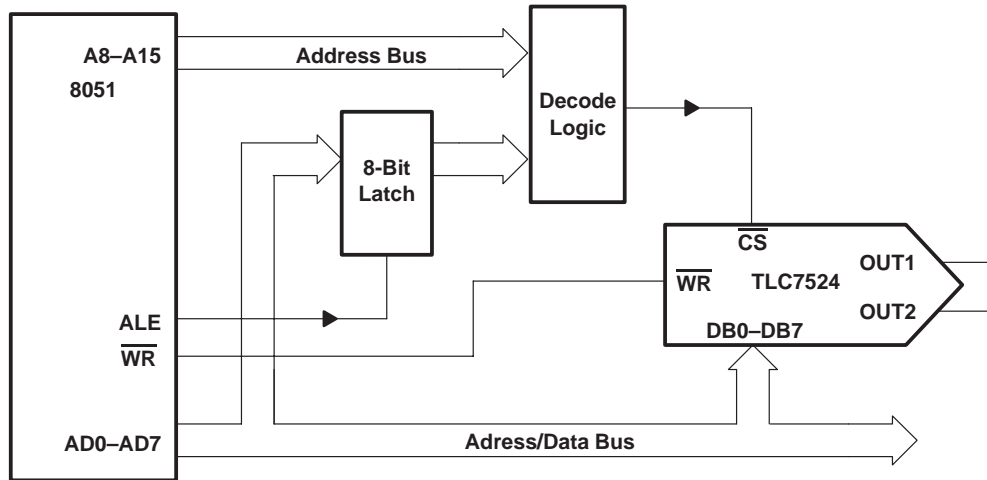 A8–A15
8051
Address Bus
Decode
Logic
8-Bit
Latch
CS
WR
TLC7524
OUT1
OUT2
DB0–DB7
ALE
WR
AD0–AD7
Adress/Data Bus